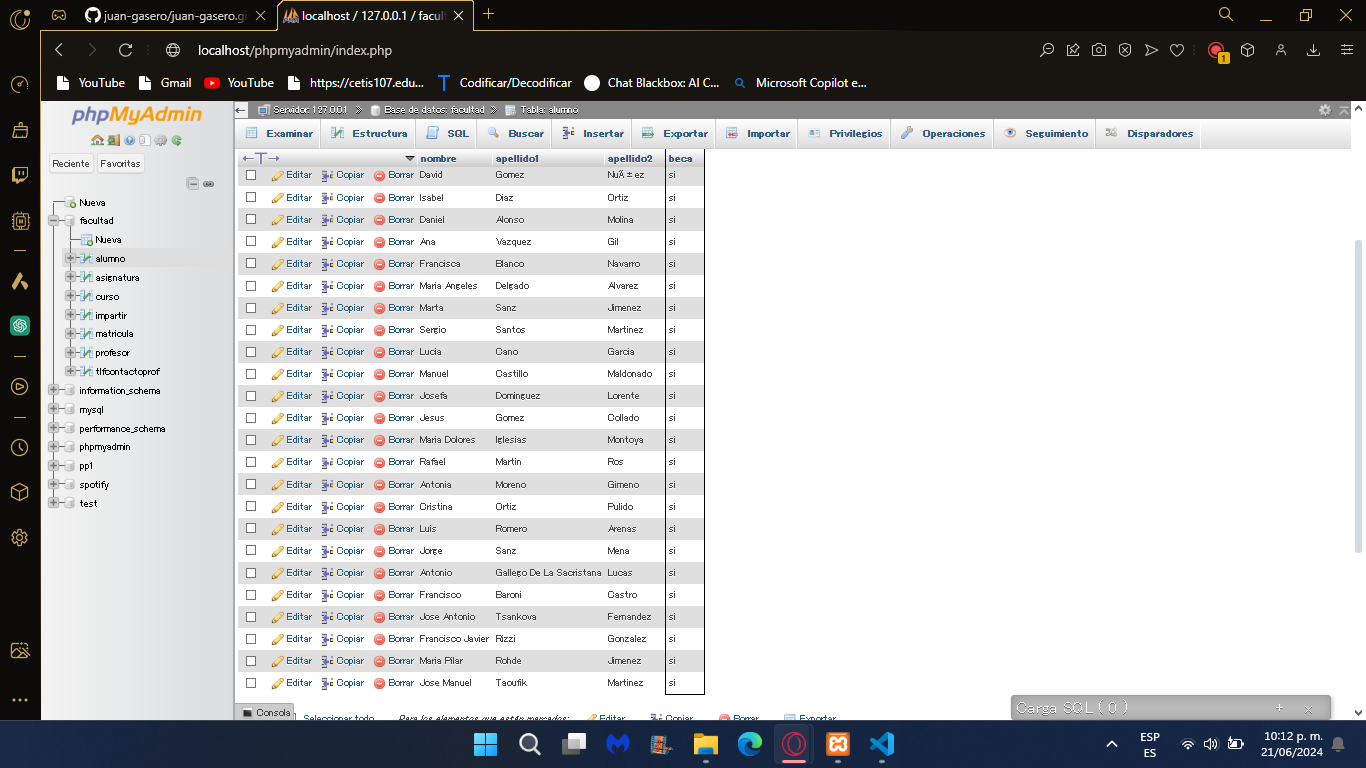 juan-gasero/juan-gasero.gi
localhost / 127.0.0.1 / facul
localhost/phpmyadmin/index.php
1
YouTube
Gmail
YouTube
https://cetis107.edu...
Codificar/Decodificar
Chat Blackbox: AI C...
Microsoft Copilot e...
phpMyAdmin
Reciente Favoritas
Nueva
facultad
Nueva
alumno
asignatura
curso
impartir
matricula
profesor
tlfcontactoprof
information_schema
mysql
performance_schema
phpmyadmin
pp1
spotify
test
Servidor: 127.0.0.1 » Base de datos: facultad » Tabla: alumno
Examinar Estructura SQL Buscar Insertar Exportar Importar Privilegios Operaciones Seguimiento Disparadores
←T→ nombre apellido1 apellido2 beca
Editar Copiar Borrar David Gomez NuÃ±ez si
Editar Copiar Borrar Isabel Diaz Ortiz si
Editar Copiar Borrar Daniel Alonso Molina si
Editar Copiar Borrar Ana Vazquez Gil si
Editar Copiar Borrar Francisca Blanco Navarro si
Editar Copiar Borrar Maria Angeles Delgado Alvarez si
Editar Copiar Borrar Marta Sanz Jimenez si
Editar Copiar Borrar Sergio Santos Martinez si
Editar Copiar Borrar Lucia Cano Garcia si
Editar Copiar Borrar Manuel Castillo Maldonado si
Editar Copiar Borrar Josefa Dominguez Lorente si
Editar Copiar Borrar Jesus Gomez Collado si
Editar Copiar Borrar Maria Dolores Iglesias Montoya si
Editar Copiar Borrar Rafael Martin Ros si
Editar Copiar Borrar Antonia Moreno Gimeno si
Editar Copiar Borrar Cristina Ortiz Pulido si
Editar Copiar Borrar Luis Romero Arenas si
Editar Copiar Borrar Jorge Sanz Mena si
Editar Copiar Borrar Antonio Gallego De La Sacristana Lucas si
Editar Copiar Borrar Francisco Baroni Castro si
Editar Copiar Borrar Jose Antonio Tsankova Fernandez si
Editar Copiar Borrar Francisco Javier Rizzi Gonzalez si
Editar Copiar Borrar Maria Pilar Rohde Jimenez si
Editar Copiar Borrar Jose Manuel Taoufik Martinez si
Consola Seleccionar todo Para los elementos que están marcados: Editar Copiar Borrar Exportar
Carga SQL ( 0 ) + ×
ESP
ES
10:12 p. m.
21/06/2024